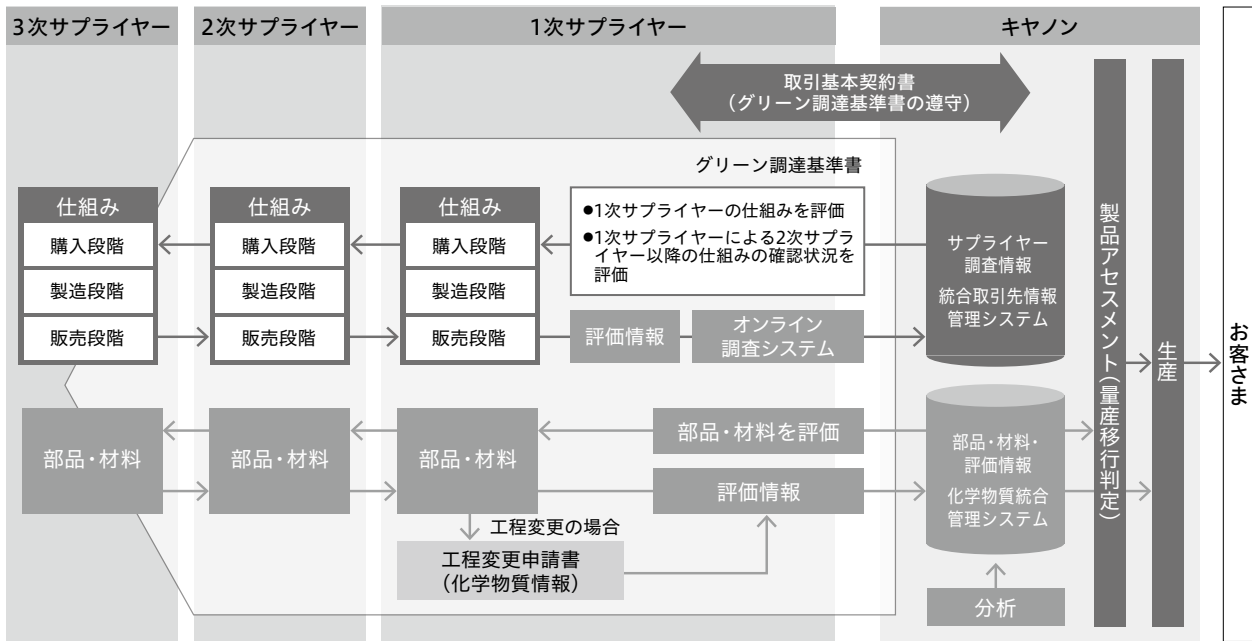 3次サプライヤー
2次サプライヤー
1次サプライヤー
キヤノン
取引基本契約書
（グリーン調達基準書の遵守）
グリーン調達基準書
仕組み
購入段階
製造段階
販売段階
仕組み
購入段階
製造段階
販売段階
仕組み
購入段階
製造段階
販売段階
●1次サプライヤーの仕組みを評価
●1次サプライヤーによる2次サプラ
イヤー以降の仕組みの確認状況を
評価
評価情報
オンライン
調査システム
サプライヤー
調査情報
統合取引先情報
管理システム
部品・材料
部品・材料
部品・材料
部品・材料を評価
評価情報
工程変更の場合
工程変更申請書
（化学物質情報）
部品・材料・
評価情報
化学物質統合
管理システム
分析
製品アセスメント（量産移行判定）
生産
お客さま